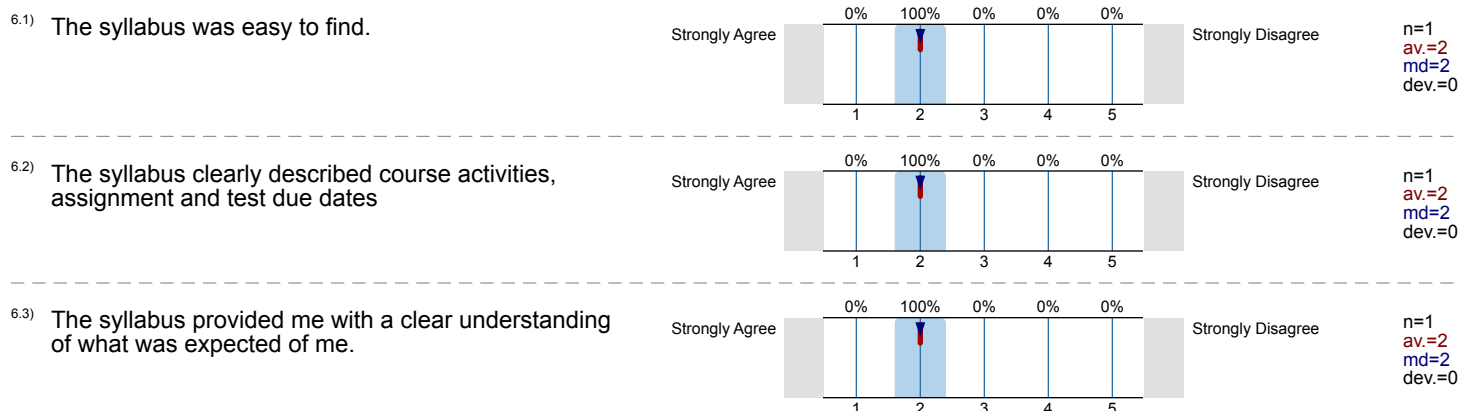 6.1) The syllabus was easy to find.
0% 100% 0% 0% 0%
Strongly Agree
Strongly Disagree
n=1
av.=2
md=2
dev.=0
1 2 3 4 5
6.2) The syllabus clearly described course activities,
assignment and test due dates
0% 100% 0% 0% 0%
Strongly Agree
Strongly Disagree
n=1
av.=2
md=2
dev.=0
1 2 3 4 5
6.3) The syllabus provided me with a clear understanding
of what was expected of me.
0% 100% 0% 0% 0%
Strongly Agree
Strongly Disagree
n=1
av.=2
md=2
dev.=0
1 2 3 4 5